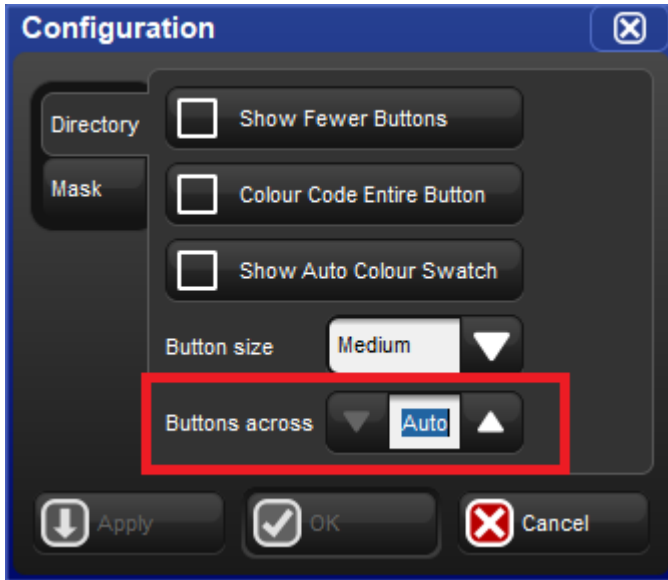 Configuration
Directory
Mask
Show Fewer Buttons
Colour Code Entire Button
Show Auto Colour Swatch
Button size
Medium
Buttons across
Auto
Apply
OK
Cancel